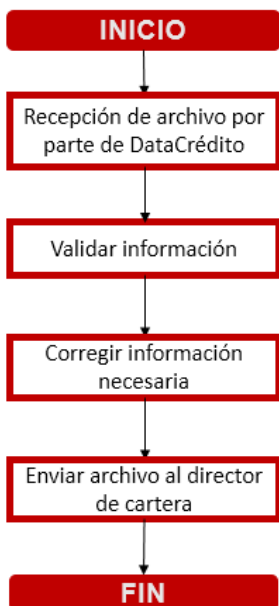 INICIO
Recepción de archivo por
parte de DataCrédito
Validar información
Corregir información
necesaria
Enviar archivo al director
de cartera
FIN